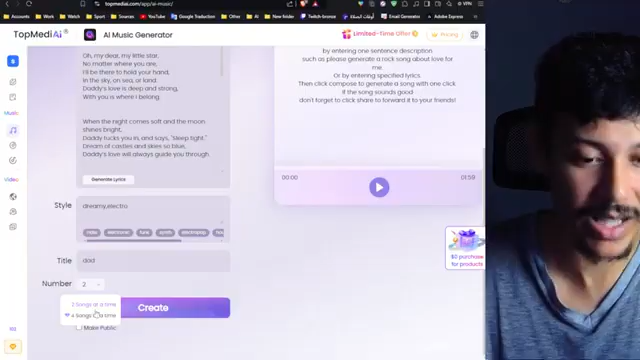 topmediai.com/app/ai-music/
VPN
Accounts
Work
Watch
Sport
Coins
Sources
YouTube
Google Traduction
Other
AI
New folder
Twitch-bronze
أوقات الصلاة
Email Generator
Adobe Express
TopMediAi
AI Music Generator
Limited-Time Offer
Pricing
Oh, my-dear, my little star,
No matter where you are,
I'll be there to hold your hand,
In the sky, on sea, or land.
Daddy's love is deep and strong,
With you is where I belong.
When the night comes soft and the moon
shines bright,
Daddy tucks you in, and says, "Sleep tight."
Dream of castles and skies so blue,
Daddy's love will always guide you through.
Generate Lyrics
by entering one sentence description
such as please generate a rock song about love for
me
Or by entering specified lyrics
Then click compose to generate a song with one click
if the song sounds good
don't forget to click share to forward it to your friends!
00:00
01:59
Music
Video
Style
dreamy,electro
indie
electronic
funk
synth
electropop
Title
dad
Number
2
2 Songs at a time
4 Songs at a time
Create
Make Public
$0 purchase
for products